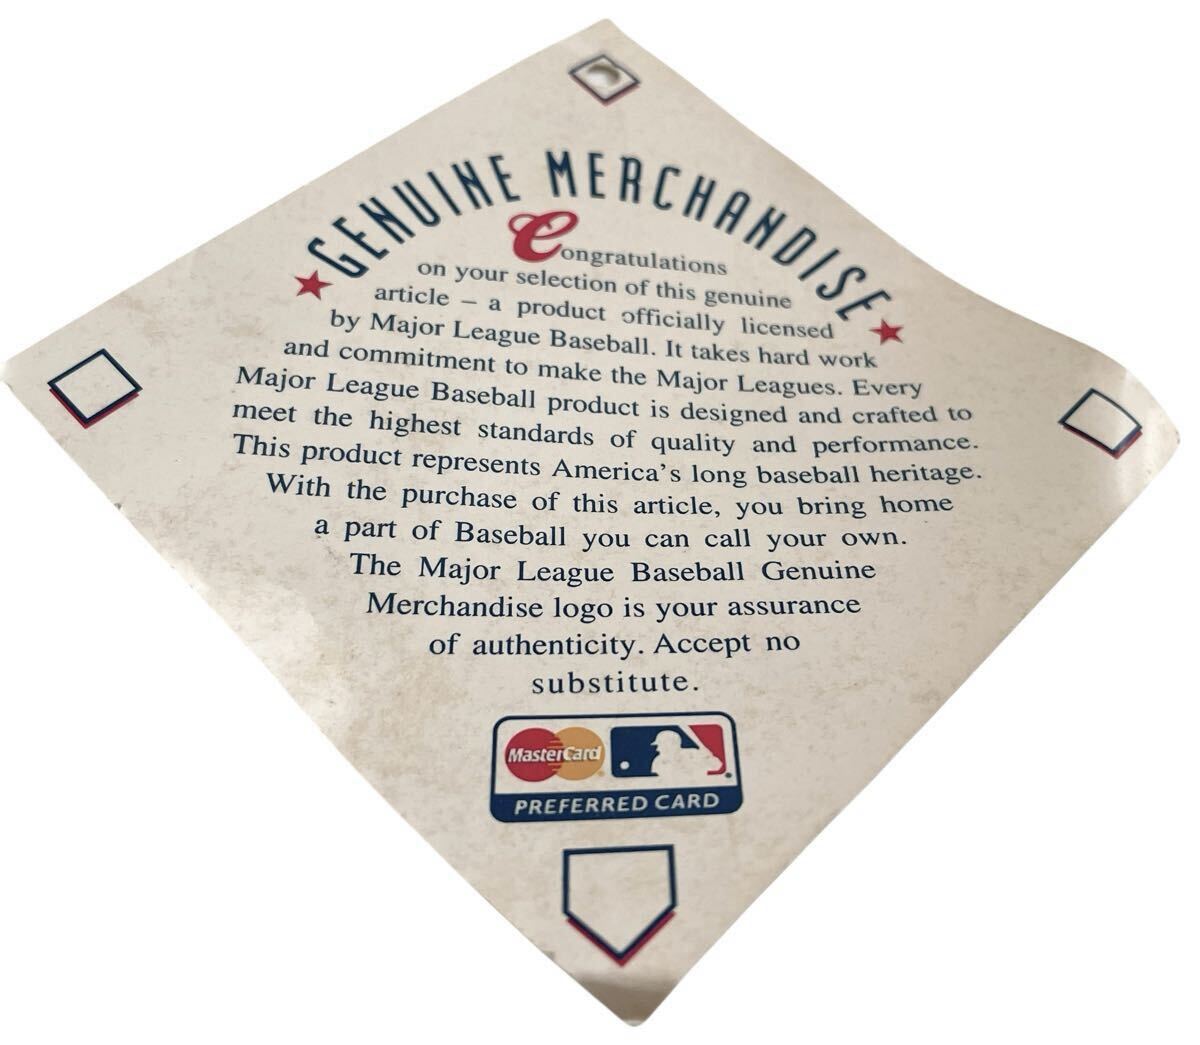 GENUINE MERCHANDISE
Congratulations
on your selection of this genuine
article – a product officially licensed
by Major League Baseball. It takes hard work
and commitment to make the Major Leagues. Every
Major League Baseball product is designed and crafted to
meet the highest standards of quality and performance.
This product represents America's long baseball heritage.
With the purchase of this article, you bring home
a part of Baseball you can call your own.
The Major League Baseball Genuine
Merchandise logo is your assurance
of authenticity. Accept no
substitute.
MasterCard
PREFERRED CARD